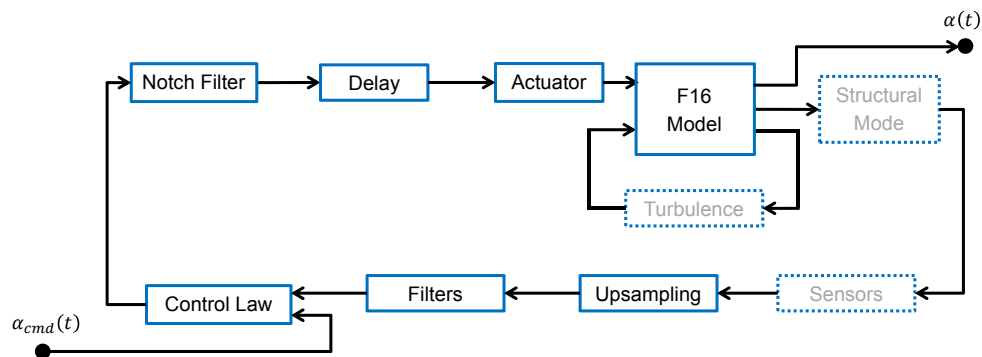 α(t)
Notch Filter
Delay
Actuator
F16
Model
Structural
Mode
Turbulence
Control Law
Filters
Upsampling
Sensors
α_cmd(t)